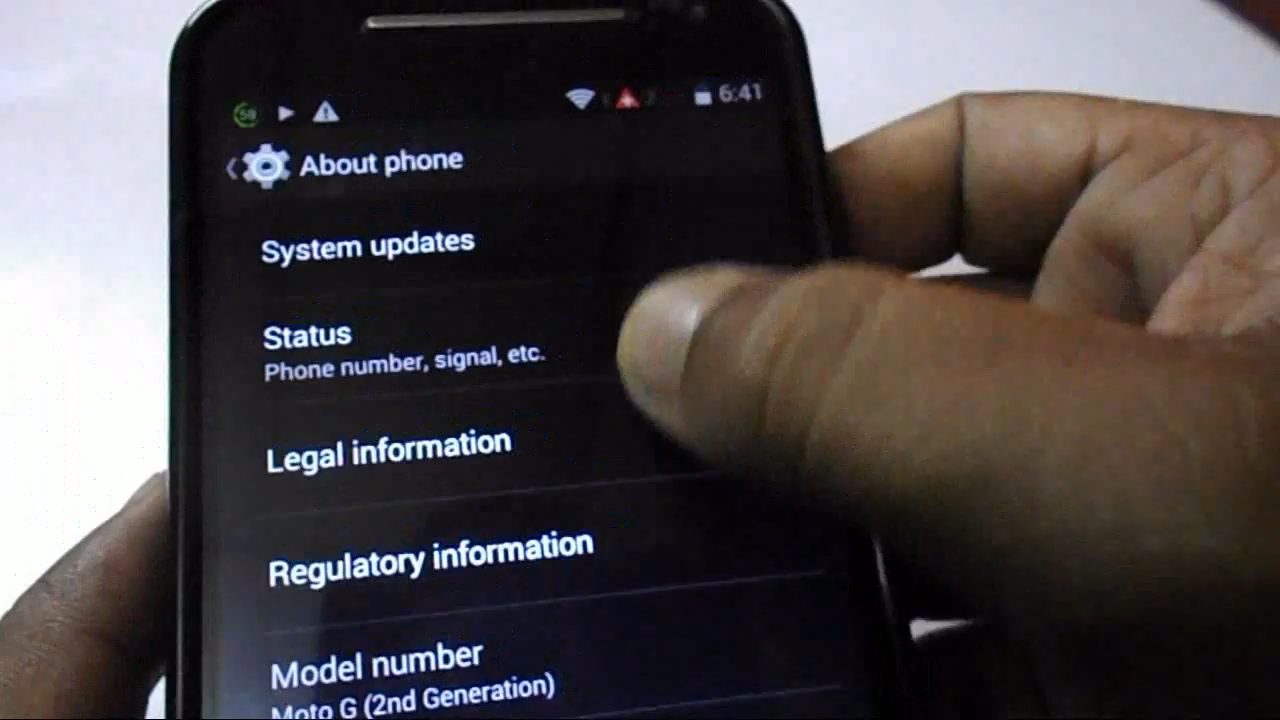 58 6:41
About phone
System updates
Status
Phone number, signal, etc.
Legal information
Regulatory information
Model number
Moto G (2nd Generation)